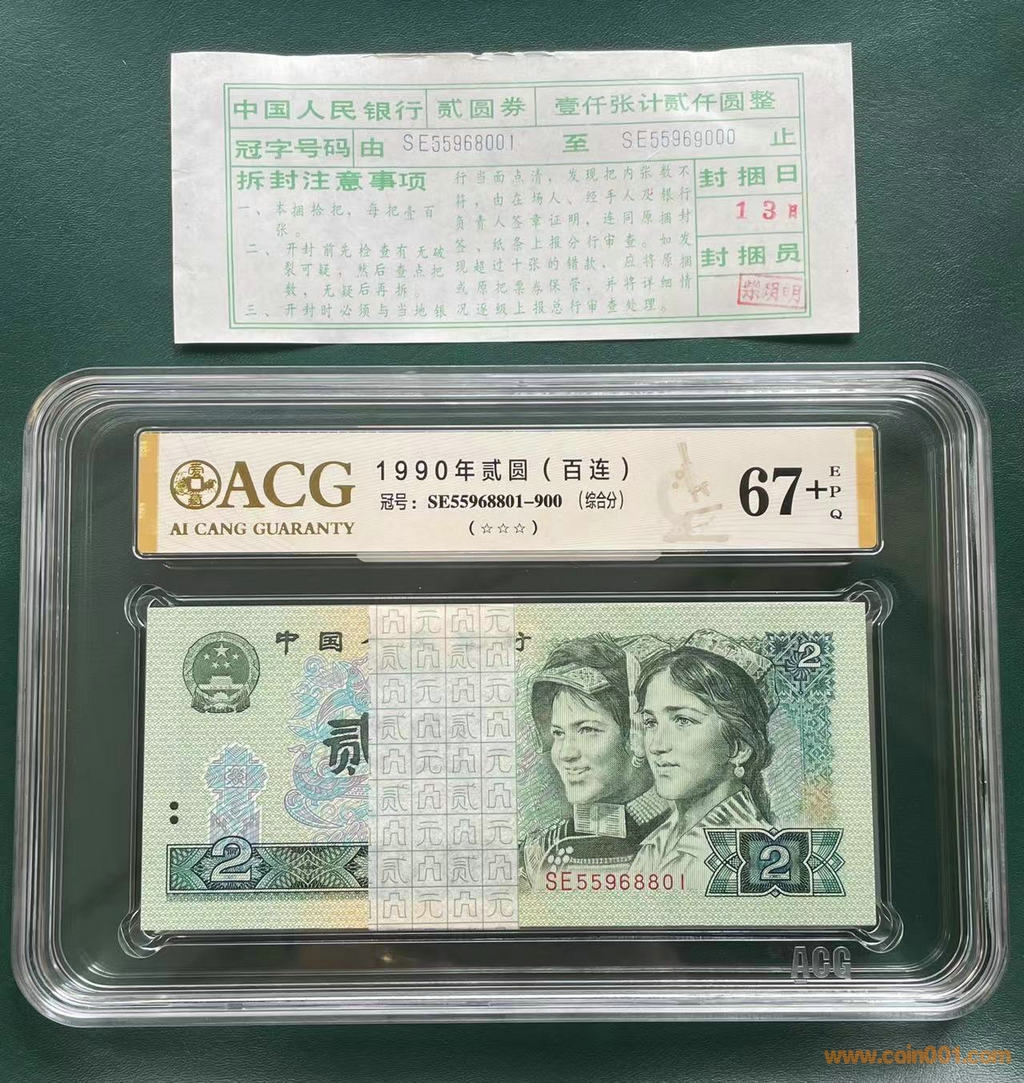 中国人民银行 贰圆券 壹仟张计贰仟圆整
冠字号码 由 SE55968001 至 SE55969000 止
拆封注意事项
一、本捆拾把，每把壹百
张。
二、开封前先检查有无破
裂可疑，然后查点把
数，无疑后再拆。
三、开封时必须与当地银
行当面点清，发现把内张数不
符，由在场人、经手人及银行
负责人签章证明，连同原捆封
签、纸条上报分行审查。如发
现超过十张的错款，应将原捆
或原把票券保管，并将详细情
况逐级上报总行审查处理。
封捆日
13
封捆员
ACG
AI CANG GUARANTY
1990年贰圆（百连）
冠号：SE55968801-900（综合分）
（☆☆☆）
67+
EPQ
中国
贰
2
2
2
SE55968801
ACG
www.coin001.com